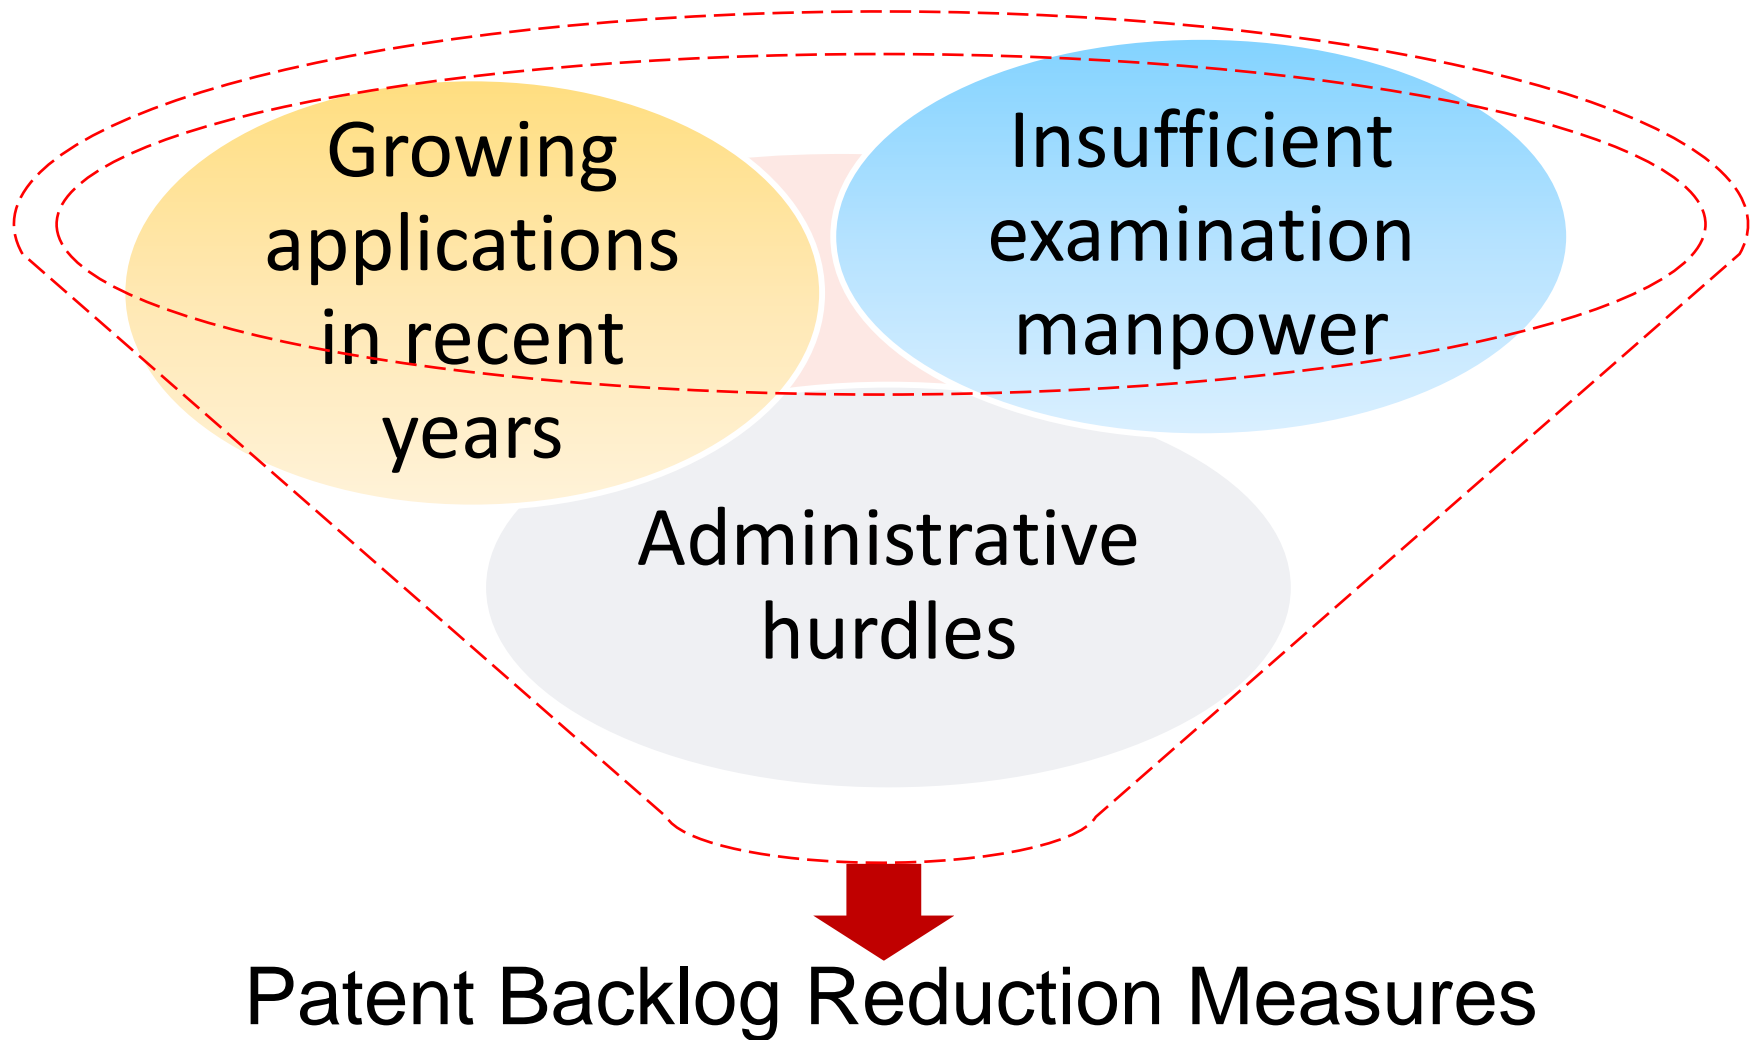 Growing
applications
in recent
years
Insufficient
examination
manpower
Administrative
hurdles
Patent Backlog Reduction Measures